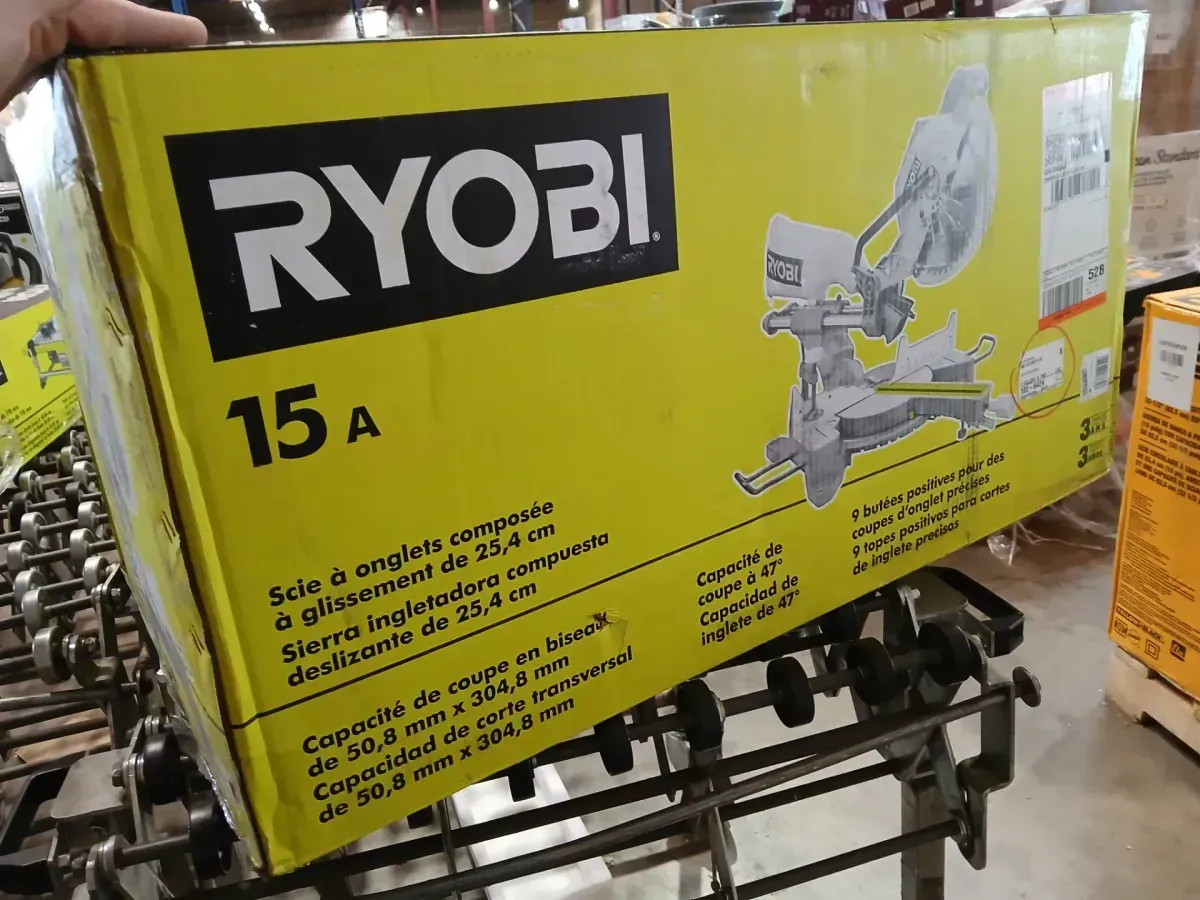 RYOBI®
15 A
Scie à onglets composée
à glissement de 25,4 cm
Sierra ingletadora compuesta
deslizante de 25,4 cm
Capacité de coupe en biseau
de 50,8 mm x 304,8 mm
Capacidad de corte transversal
de 50,8 mm x 304,8 mm
Capacité de
coupe à 47°
Capacidad de
inglete de 47°
9 butées positives pour des
coupes d'onglet précises
9 topes positivos para cortes
de inglete precisos
RYOBI
RYOBI
528
3
3